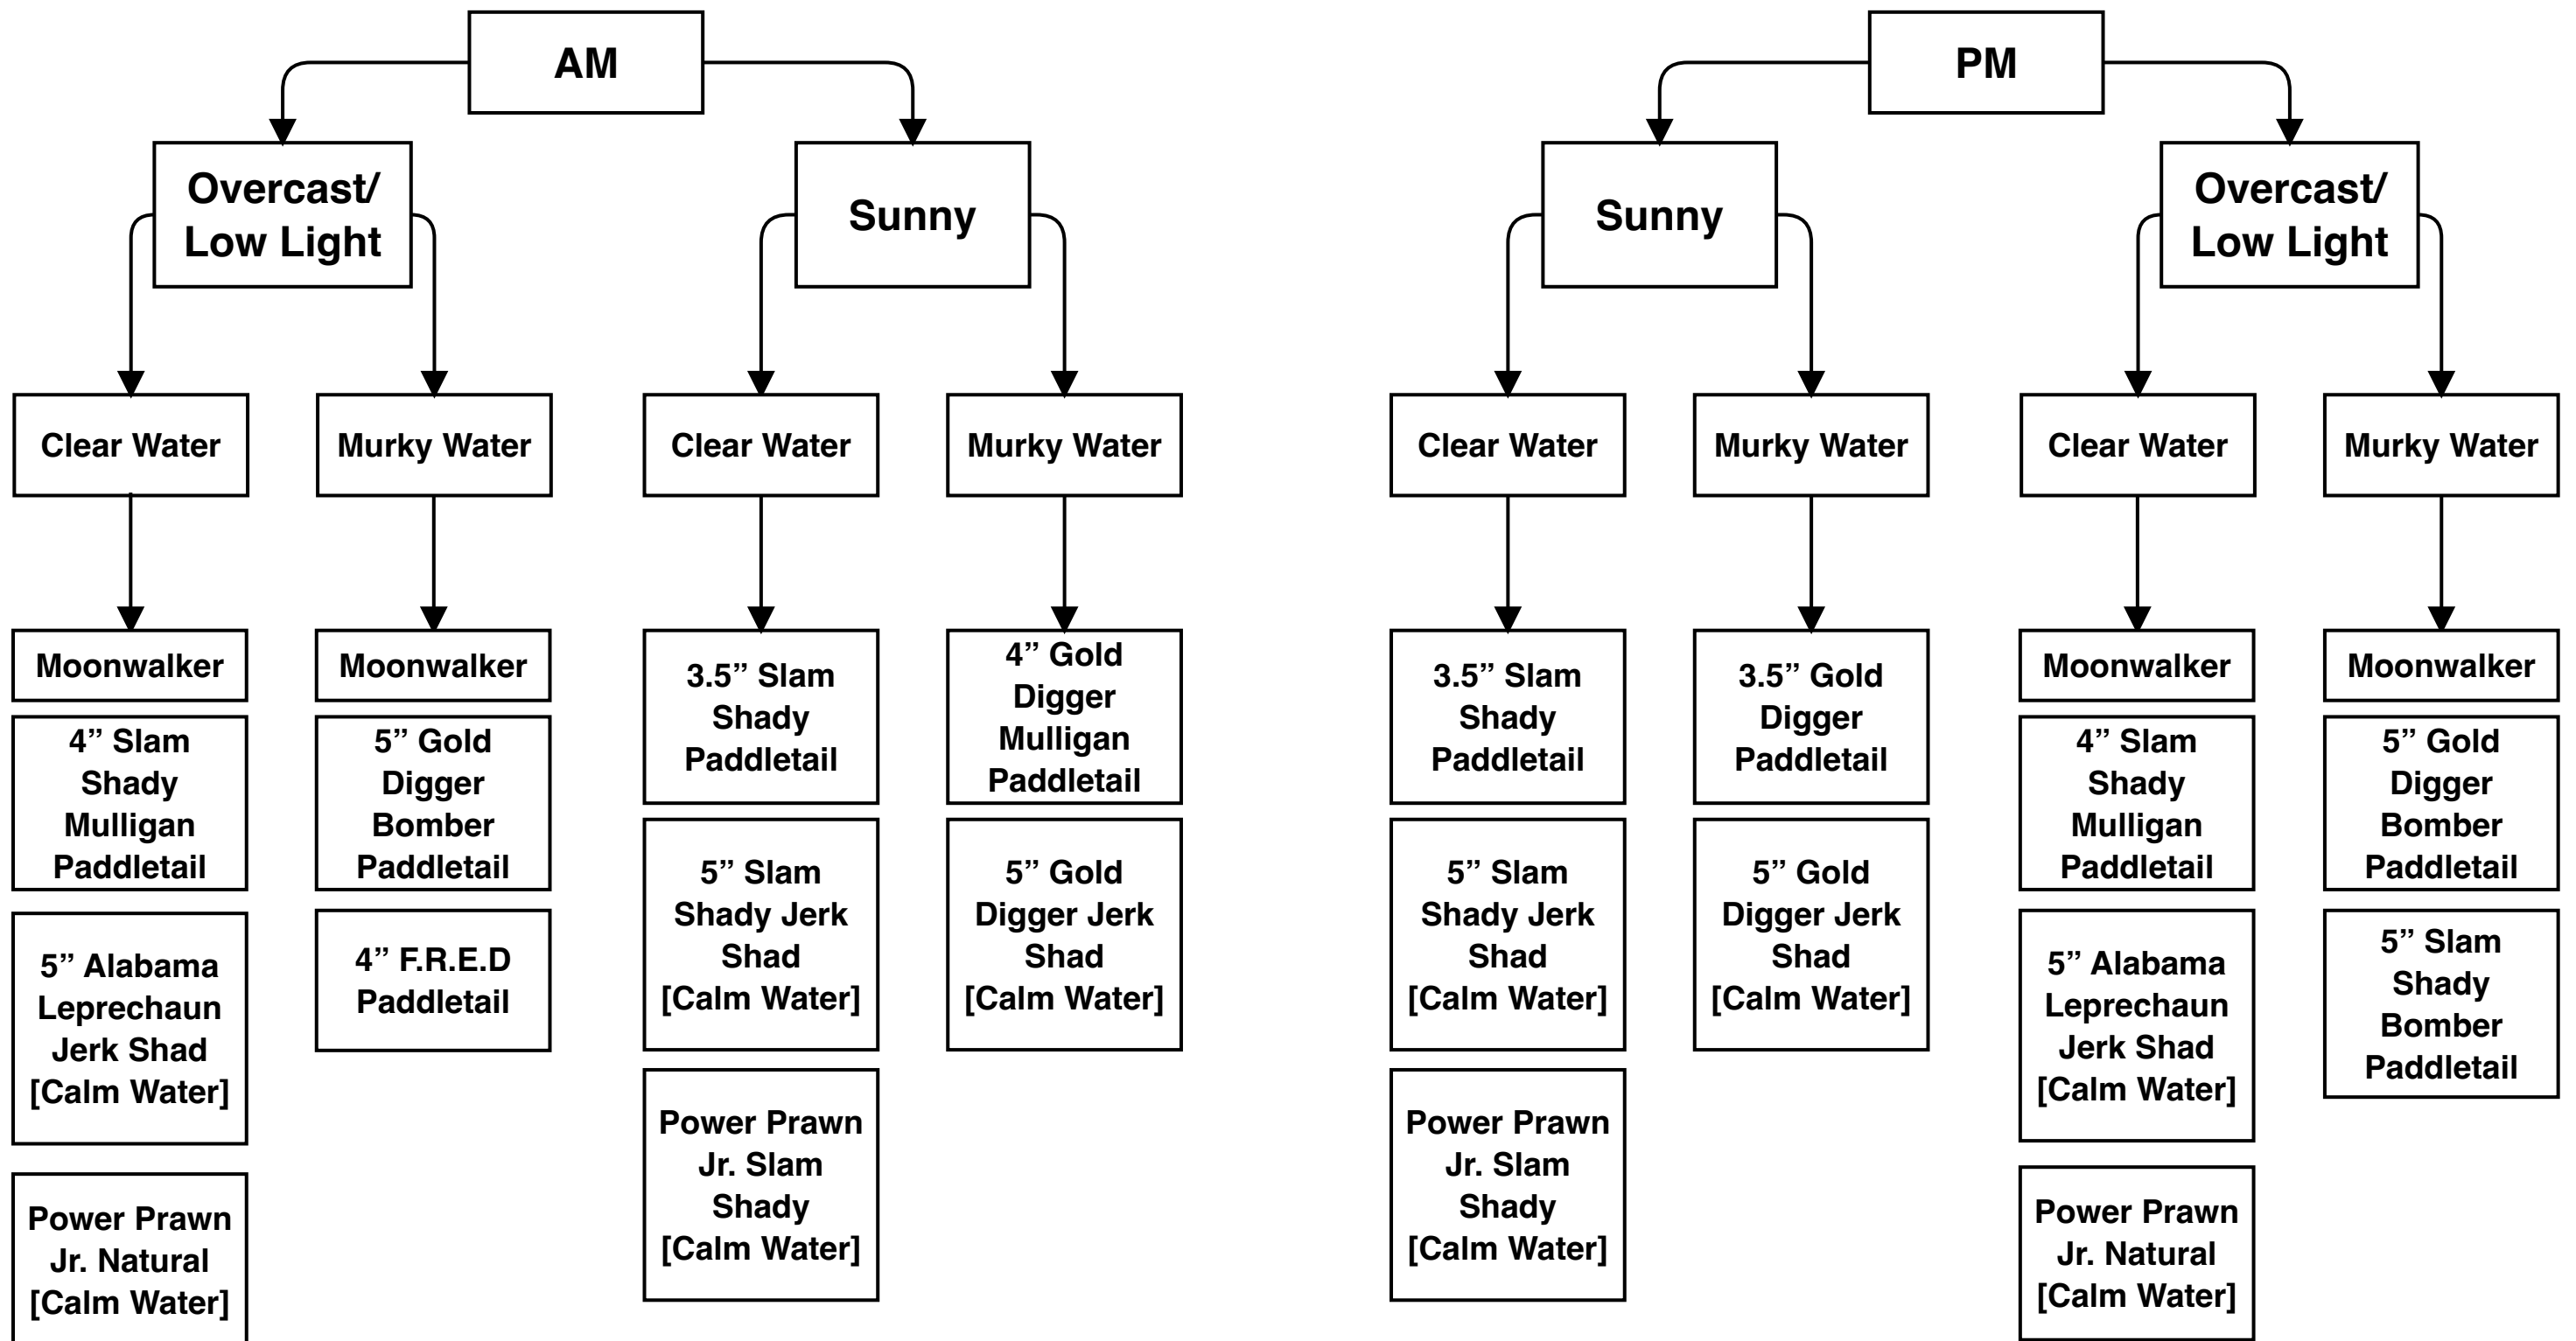 AM
PM
Overcast/
Low Light
Sunny
Sunny
Overcast/
Low Light
Clear Water
Murky Water
Clear Water
Murky Water
Clear Water
Murky Water
Clear Water
Murky Water
Moonwalker
4” Slam
Shady
Mulligan
Paddletail
5” Alabama
Leprechaun
Jerk Shad
[Calm Water]
Power Prawn
Jr. Natural
[Calm Water]
Moonwalker
5” Gold
Digger
Bomber
Paddletail
4” F.R.E.D
Paddletail
3.5” Slam
Shady
Paddletail
5” Slam
Shady Jerk
Shad
[Calm Water]
Power Prawn
Jr. Slam
Shady
[Calm Water]
4” Gold
Digger
Mulligan
Paddletail
5” Gold
Digger Jerk
Shad
[Calm Water]
3.5” Slam
Shady
Paddletail
5” Slam
Shady Jerk
Shad
[Calm Water]
Power Prawn
Jr. Slam
Shady
[Calm Water]
3.5” Gold
Digger
Paddletail
5” Gold
Digger Jerk
Shad
[Calm Water]
Moonwalker
4” Slam
Shady
Mulligan
Paddletail
5” Alabama
Leprechaun
Jerk Shad
[Calm Water]
Power Prawn
Jr. Natural
[Calm Water]
Moonwalker
5” Gold
Digger
Bomber
Paddletail
5” Slam
Shady
Bomber
Paddletail